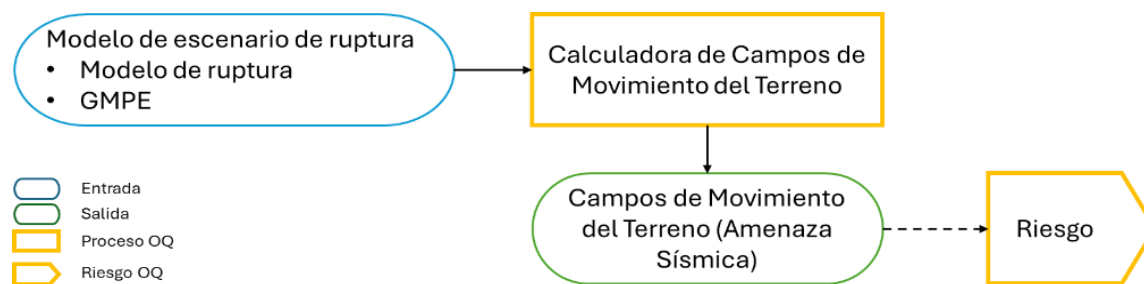 Modelo de escenario de ruptura
• Modelo de ruptura
• GMPE
Calculadora de Campos de
Movimiento del Terreno
Campos de Movimiento
del Terreno (Amenaza
Sísmica)
Riesgo
Entrada
Salida
Proceso OQ
Riesgo OQ